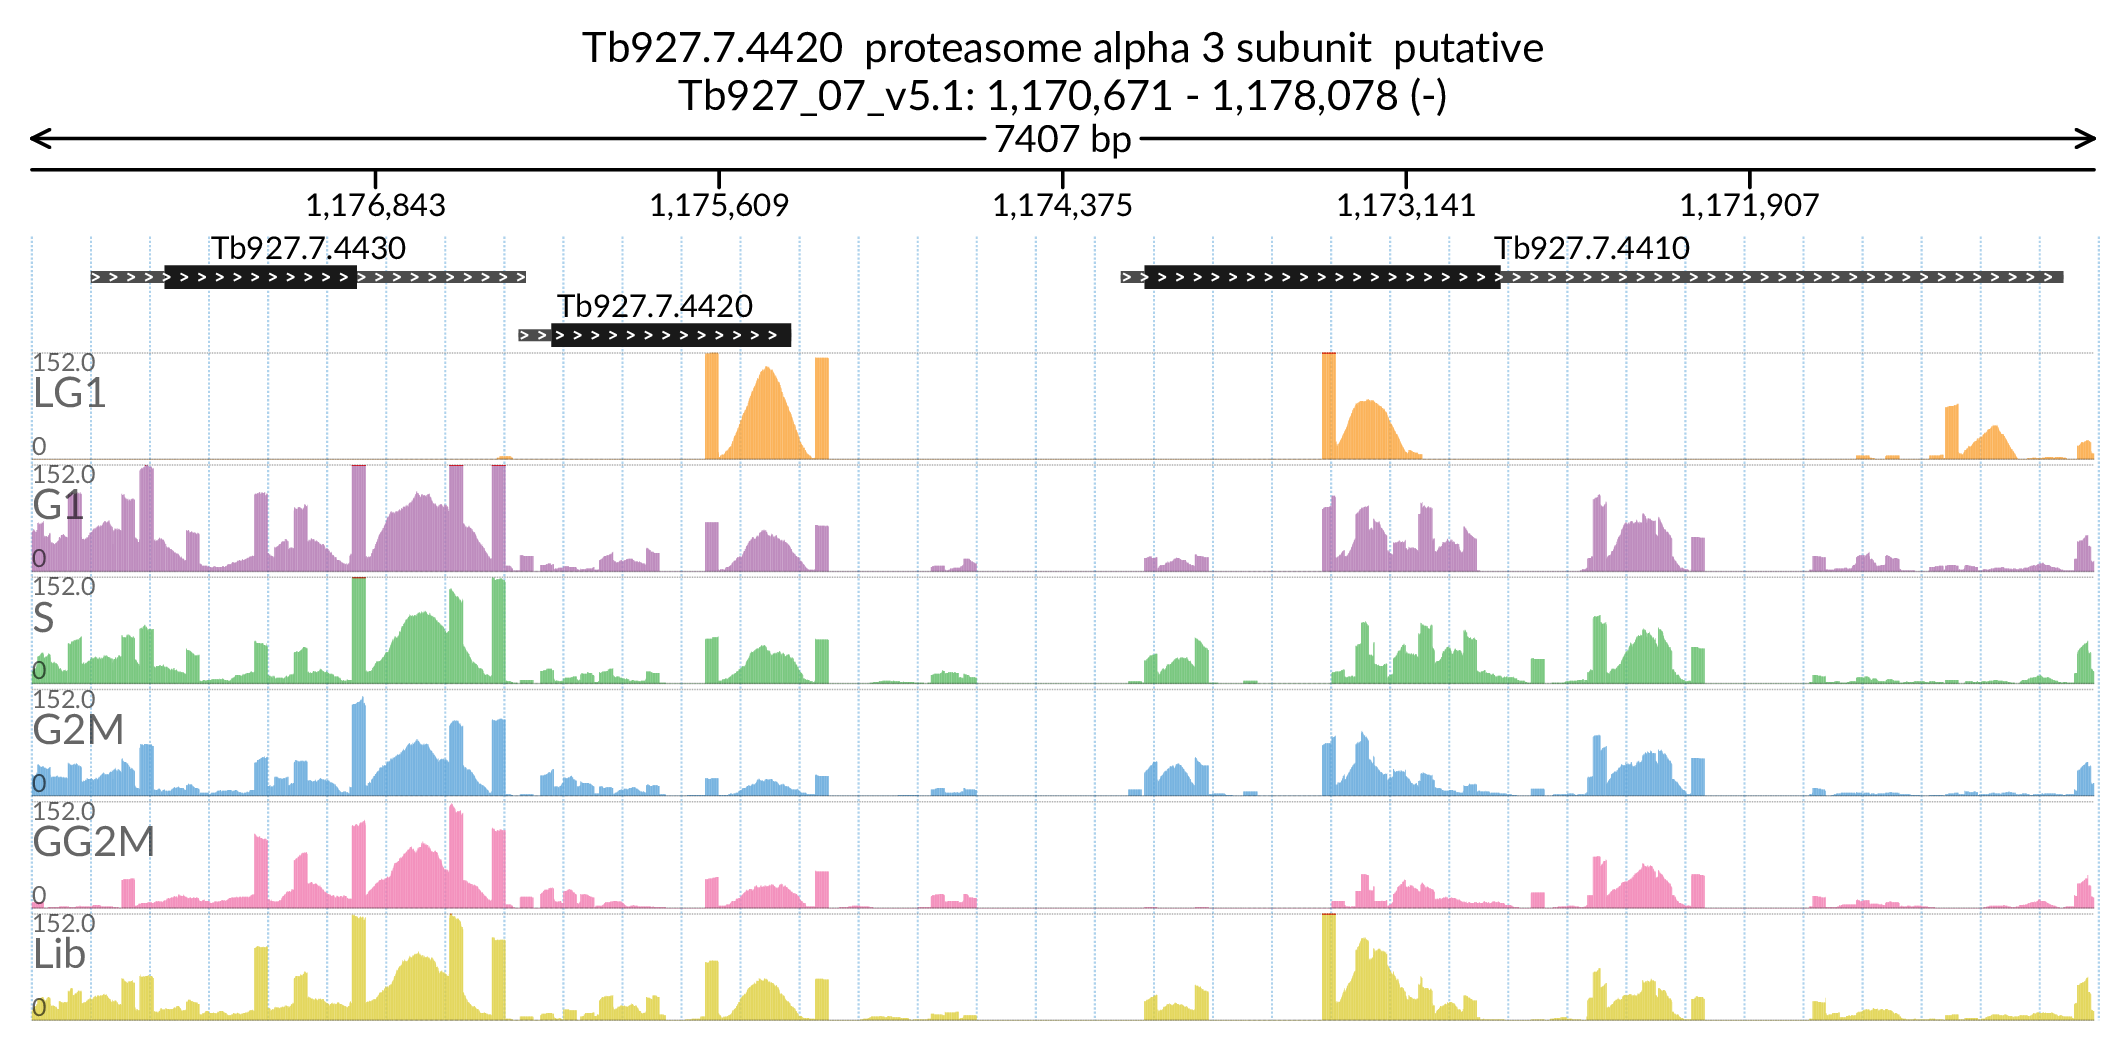 Tb927.7.4420  proteasome alpha 3 subunit  putative
Tb927_07_v5.1: 1,170,671 - 1,178,078 (-)
7407 bp
1,176,843 1,175,609 1,174,375 1,173,141 1,171,907
Tb927.7.4430 Tb927.7.4410
Tb927.7.4420
152.0
LG1
0
152.0
G1
0
152.0
S
0
152.0
G2M
0
152.0
GG2M
0
152.0
Lib
0